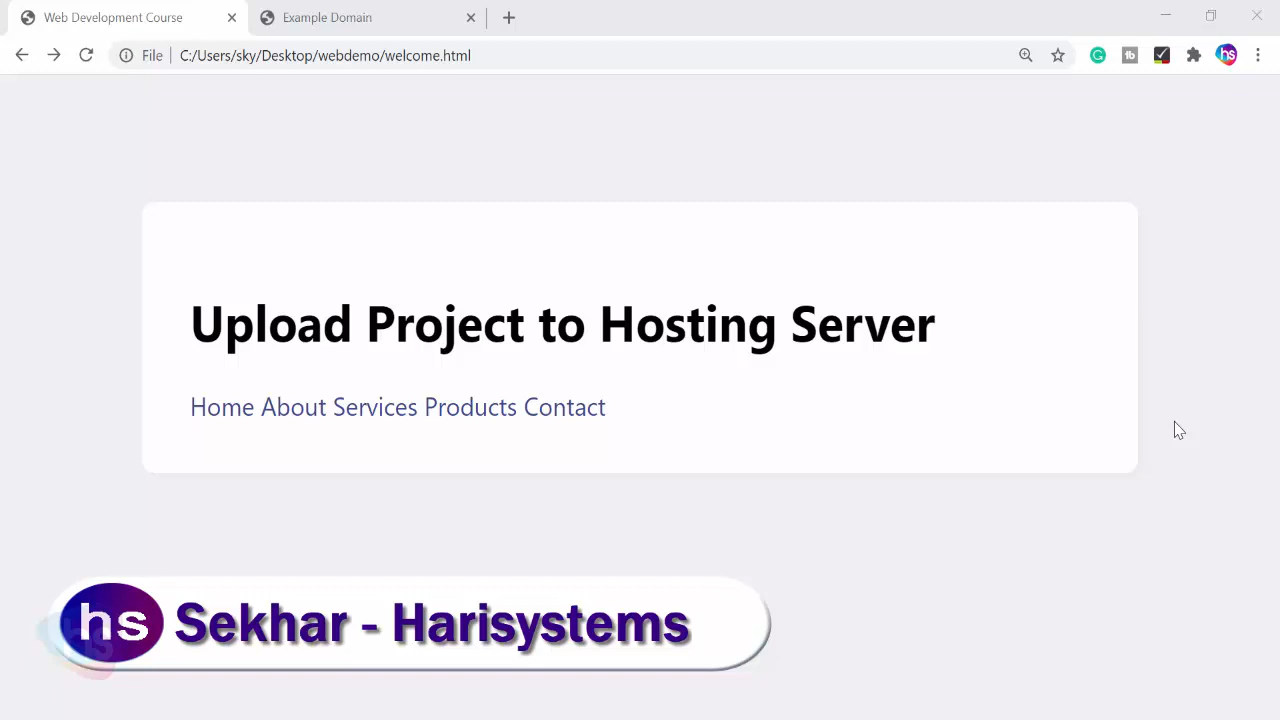 Web Development Course
Example Domain
File
C:/Users/sky/Desktop/webdemo/welcome.html
Upload Project to Hosting Server
Home About Services Products Contact
hs Sekhar - Harisystems